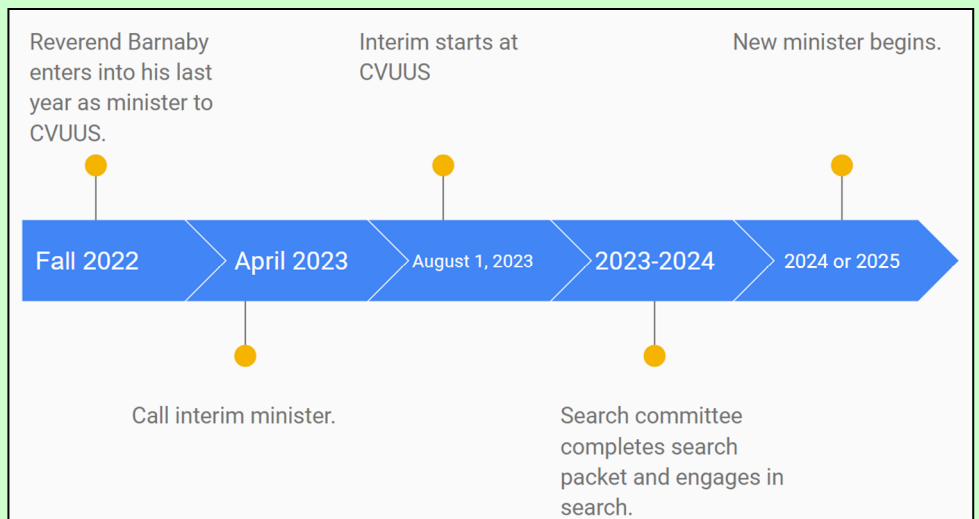 Reverend Barnaby
enters into his last
year as minister to
CVUUS.
Interim starts at
CVUUS
New minister begins.
Fall 2022
April 2023
August 1, 2023
2023-2024
2024 or 2025
Call interim minister.
Search committee
completes search
packet and engages in
search.